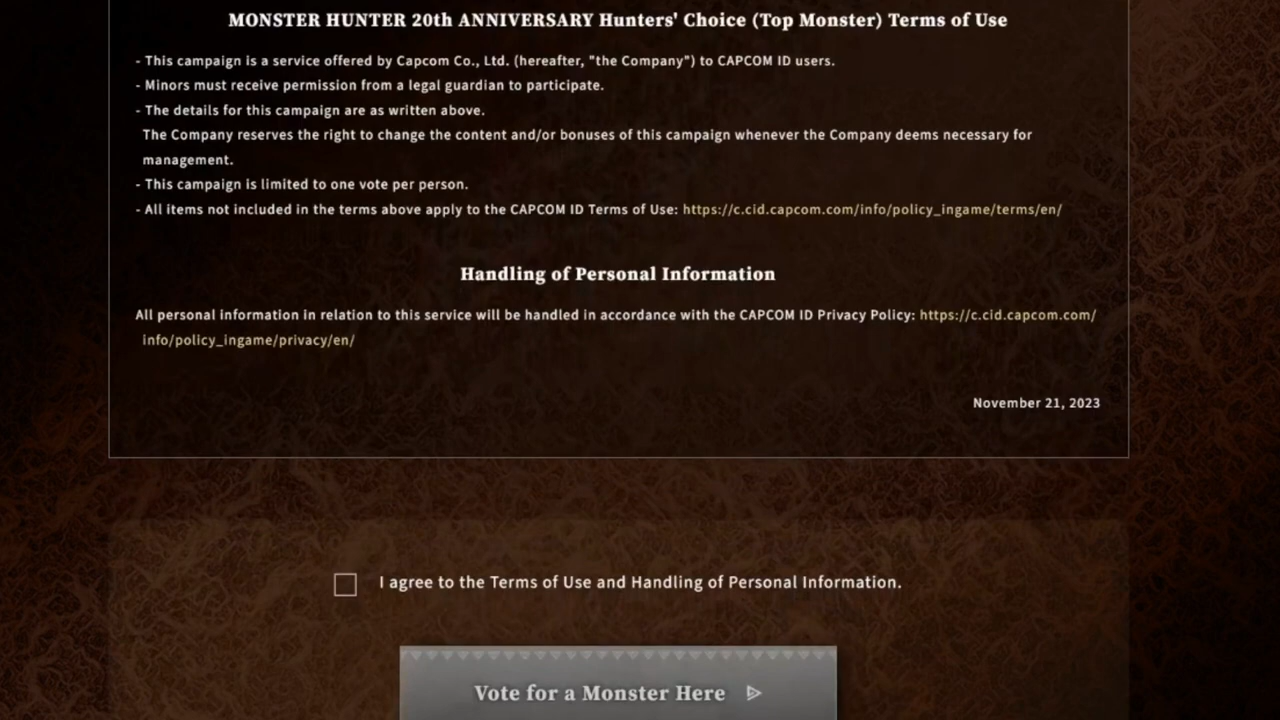 MONSTER HUNTER 20th ANNIVERSARY Hunters' Choice (Top Monster) Terms of Use
- This campaign is a service offered by Capcom Co., Ltd. (hereafter, "the Company") to CAPCOM ID users.
- Minors must receive permission from a legal guardian to participate.
- The details for this campaign are as written above.
The Company reserves the right to change the content and/or bonuses of this campaign whenever the Company deems necessary for
management.
- This campaign is limited to one vote per person.
- All items not included in the terms above apply to the CAPCOM ID Terms of Use: https://c.cid.capcom.com/info/policy_ingame/terms/en/
Handling of Personal Information
All personal information in relation to this service will be handled in accordance with the CAPCOM ID Privacy Policy: https://c.cid.capcom.com/
info/policy_ingame/privacy/en/
November 21, 2023
I agree to the Terms of Use and Handling of Personal Information.
Vote for a Monster Here